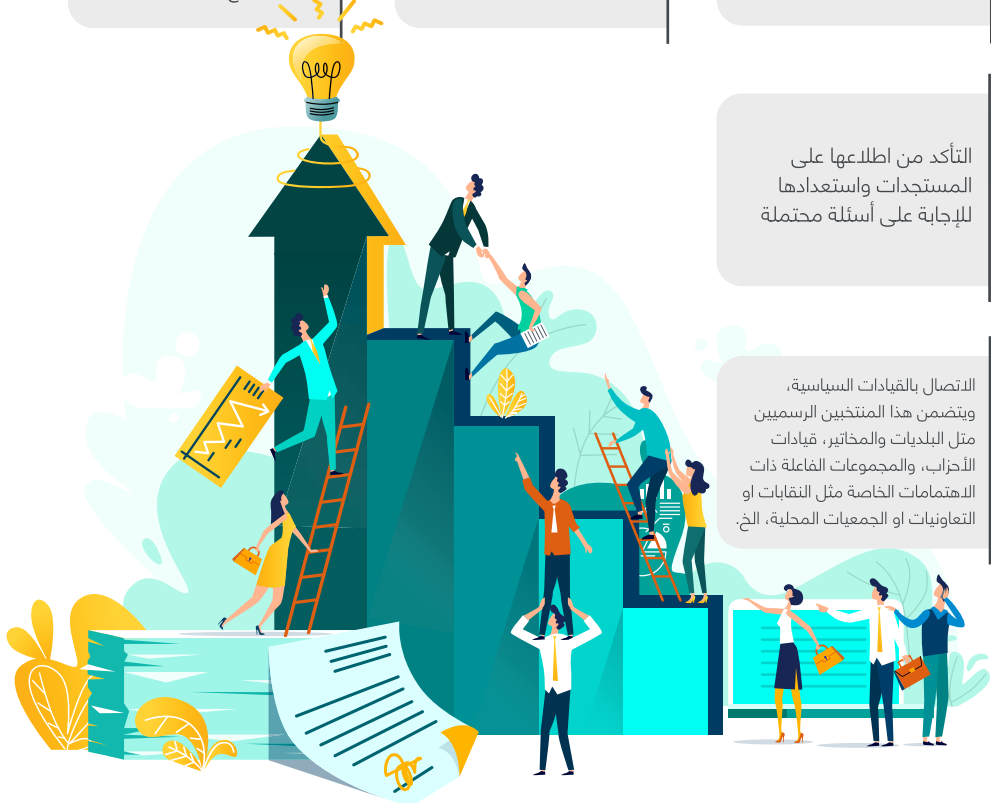 التأكد من اطلاعها على
المستجدات واستعدادها
للإجابة على أسئلة محتملة
الاتصال بالقيادات السياسية،
ويتضمن هذا المنتخبين الرسميين
مثل البلديات والمخاتير، قيادات
الأحزاب، والمجموعات الفاعلة ذات
الاهتمامات الخاصة مثل النقابات او
التعاونيات او الجمعيات المحلية، الخ.